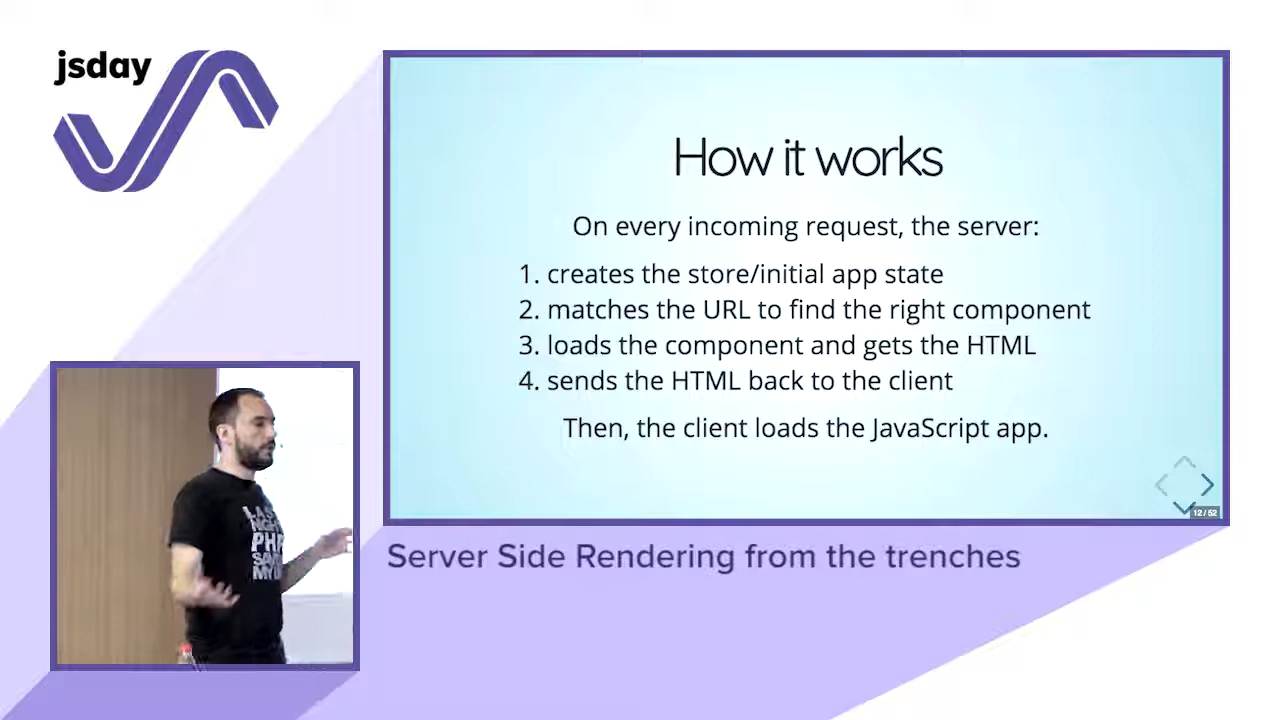 jsday
How it works
On every incoming request, the server:
1. creates the store/initial app state
2. matches the URL to find the right component
3. loads the component and gets the HTML
4. sends the HTML back to the client
Then, the client loads the JavaScript app.
12 / 52
Server Side Rendering from the trenches
PHP